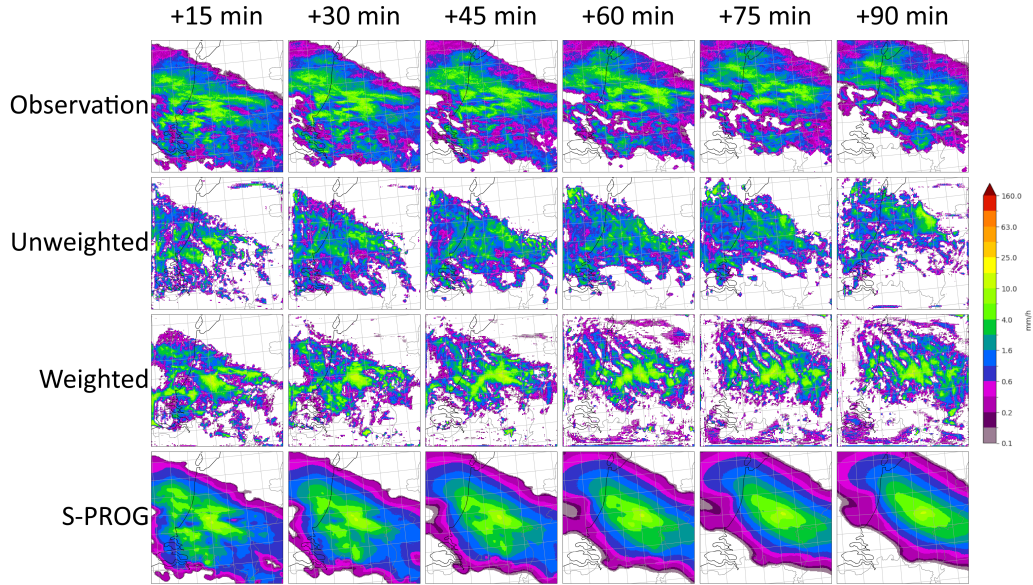 +15 min +30 min +45 min +60 min +75 min +90 min
Observation
Unweighted
160.0
63.0
25.0
10.0
4.0
1.6
0.6
0.2
0.1
mm/h
Weighted
S-PROG